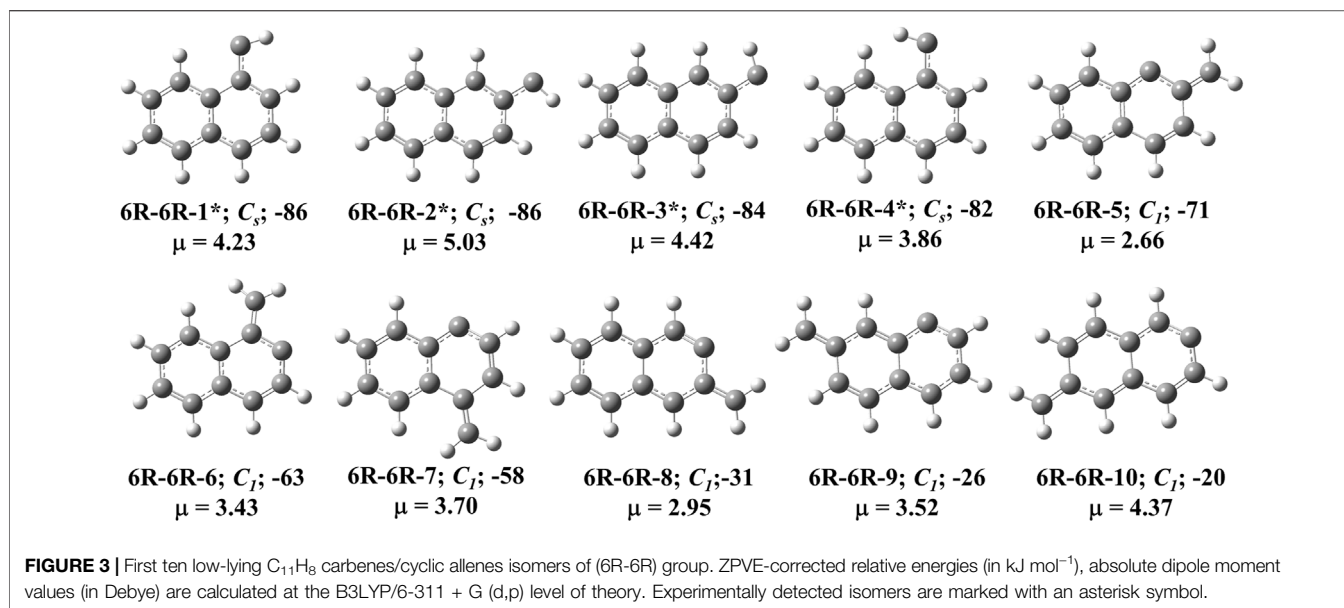 6R-6R-1*; Cs; -86 6R-6R-2*; Cs; -86 6R-6R-3*; Cs; -84 6R-6R-4*; Cs; -82 6R-6R-5; C1; -71
μ = 4.23 μ = 5.03 μ = 4.42 μ = 3.86 μ = 2.66
6R-6R-6; C1; -63 6R-6R-7; C1; -58 6R-6R-8; C1;-31 6R-6R-9; C1; -26 6R-6R-10; C1; -20
μ = 3.43 μ = 3.70 μ = 2.95 μ = 3.52 μ = 4.37
FIGURE 3 | First ten low-lying C₁₁H₈ carbenes/cyclic allenes isomers of (6R-6R) group. ZPVE-corrected relative energies (in kJ mol⁻¹), absolute dipole moment
values (in Debye) are calculated at the B3LYP/6-311 + G (d,p) level of theory. Experimentally detected isomers are marked with an asterisk symbol.